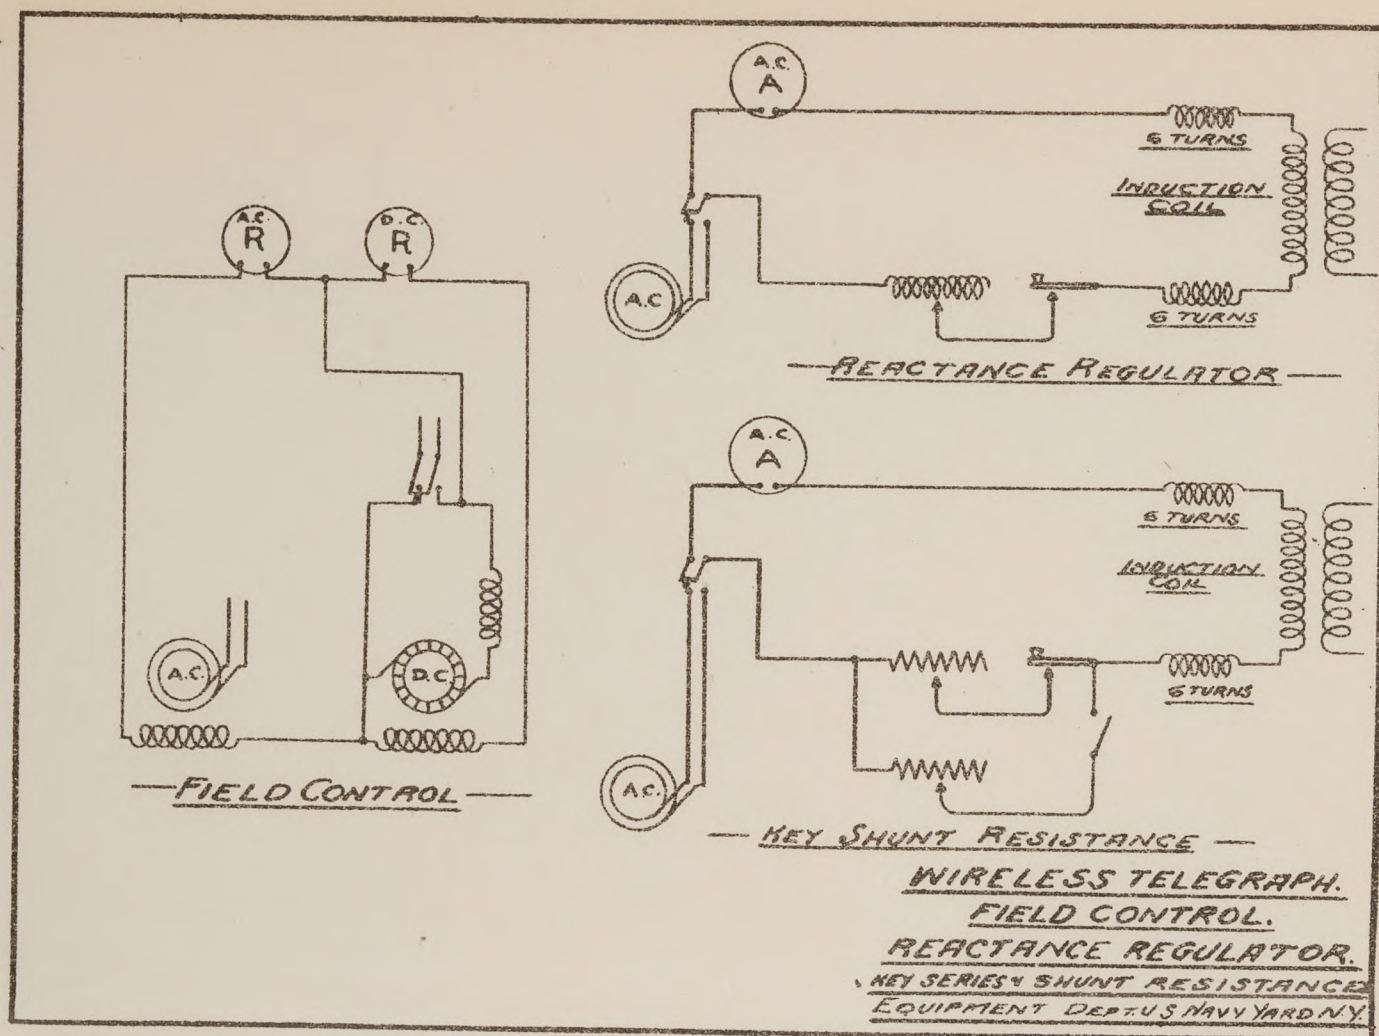 A.C.
R
D.C.
R
A.C.
D.C.
— FIELD CONTROL —
A.C.
A
6 TURNS
INDUCTION
COIL
A.C
6 TURNS
— REACTANCE REGULATOR —
A.C.
A
6 TURNS
INDUCTION
COIL
6 TURNS
A.C.
— KEY SHUNT RESISTANCE —
WIRELESS TELEGRAPH.
FIELD CONTROL.
REACTANCE REGULATOR.
KEY SERIES & SHUNT RESISTANCE
EQUIPMENT DEPT. U S NAVY YARD N.Y.